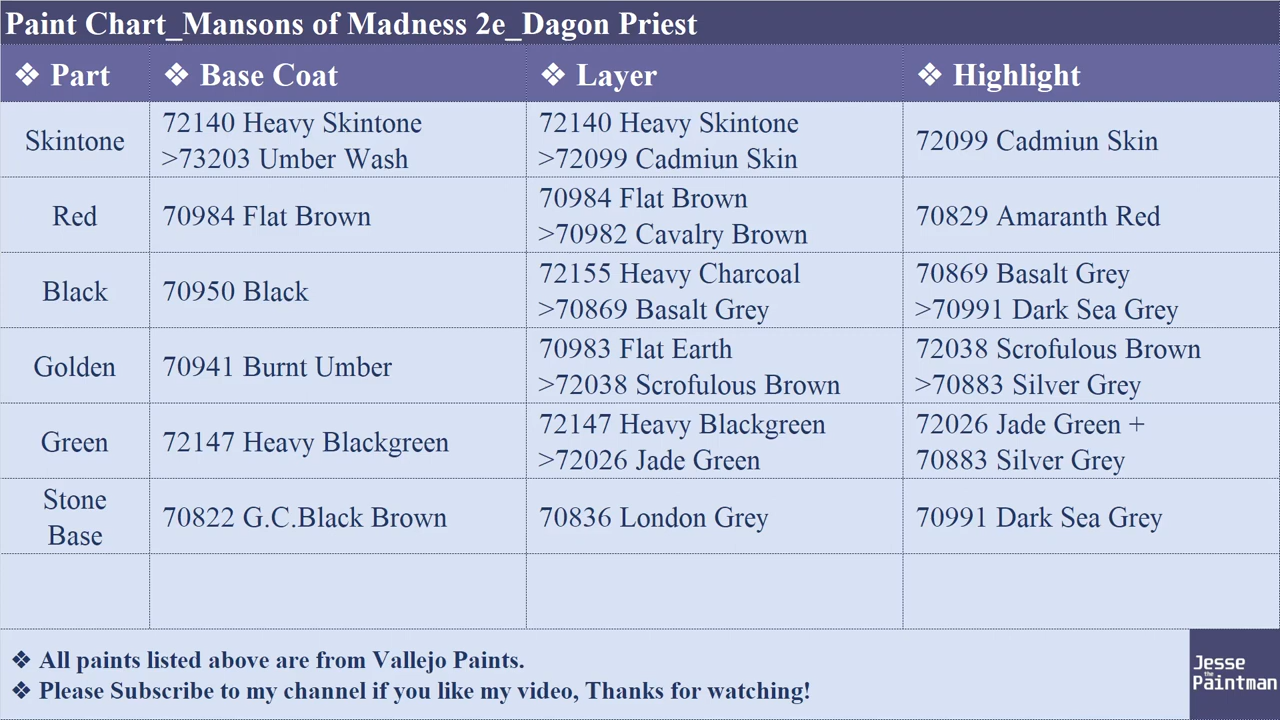 Paint Chart_Mansons of Madness 2e_Dagon Priest
❖ Part ❖ Base Coat ❖ Layer ❖ Highlight
Skintone
72140 Heavy Skintone
>73203 Umber Wash
72140 Heavy Skintone
>72099 Cadmiun Skin
72099 Cadmiun Skin
Red
70984 Flat Brown
70984 Flat Brown
>70982 Cavalry Brown
70829 Amaranth Red
Black
70950 Black
72155 Heavy Charcoal
>70869 Basalt Grey
70869 Basalt Grey
>70991 Dark Sea Grey
Golden
70941 Burnt Umber
70983 Flat Earth
>72038 Scrofulous Brown
72038 Scrofulous Brown
>70883 Silver Grey
Green
72147 Heavy Blackgreen
72147 Heavy Blackgreen
>72026 Jade Green
72026 Jade Green +
70883 Silver Grey
Stone
Base
70822 G.C.Black Brown
70836 London Grey
70991 Dark Sea Grey
❖ All paints listed above are from Vallejo Paints.
❖ Please Subscribe to my channel if you like my video, Thanks for watching!
Jesse
the
Paintman